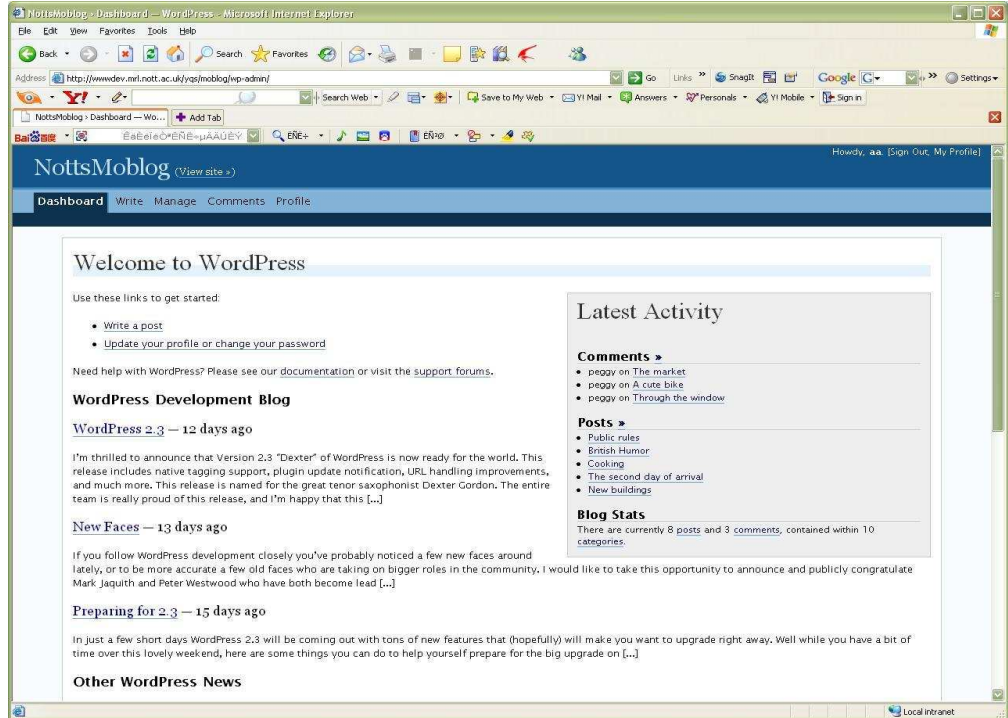 NottsMoblog › Dashboard — WordPress - Microsoft Internet Explorer
File Edit View Favorites Tools Help
Back Search Favorites
Address http://wwwdev.mrl.nott.ac.uk/yqs/moblog/wp-admin/ Go Links » SnagIt Google G » Settings
Y! Search Web Save to My Web Y! Mail Answers Personals Y! Mobile Sign in
NottsMoblog › Dashboard — Wo... Add Tab
Bai百度
Howdy, aa. [Sign Out, My Profile]
NottsMoblog (View site »)
Dashboard Write Manage Comments Profile
Welcome to WordPress
Use these links to get started:
• Write a post
• Update your profile or change your password
Need help with WordPress? Please see our documentation or visit the support forums.
WordPress Development Blog
WordPress 2.3 — 12 days ago
I'm thrilled to announce that Version 2.3 "Dexter" of WordPress is now ready for the world. This
release includes native tagging support, plugin update notification, URL handling improvements,
and much more. This release is named for the great tenor saxophonist Dexter Gordon. The entire
team is really proud of this release, and I'm happy that this [...]
New Faces — 13 days ago
If you follow WordPress development closely you've probably noticed a few new faces around
lately, or to be more accurate a few old faces who are taking on bigger roles in the community. I would like to take this opportunity to announce and publicly congratulate
Mark Jaquith and Peter Westwood who have both become lead [...]
Preparing for 2.3 — 15 days ago
In just a few short days WordPress 2.3 will be coming out with tons of new features that (hopefully) will make you want to upgrade right away. Well while you have a bit of
time over this lovely weekend, here are some things you can do to help yourself prepare for the big upgrade on [...]
Other WordPress News
Latest Activity
Comments »
• peggy on The market
• peggy on A cute bike
• peggy on Through the window
Posts »
• Public rules
• British Humor
• Cooking
• The second day of arrival
• New buildings
Blog Stats
There are currently 8 posts and 3 comments, contained within 10
categories.
Local intranet